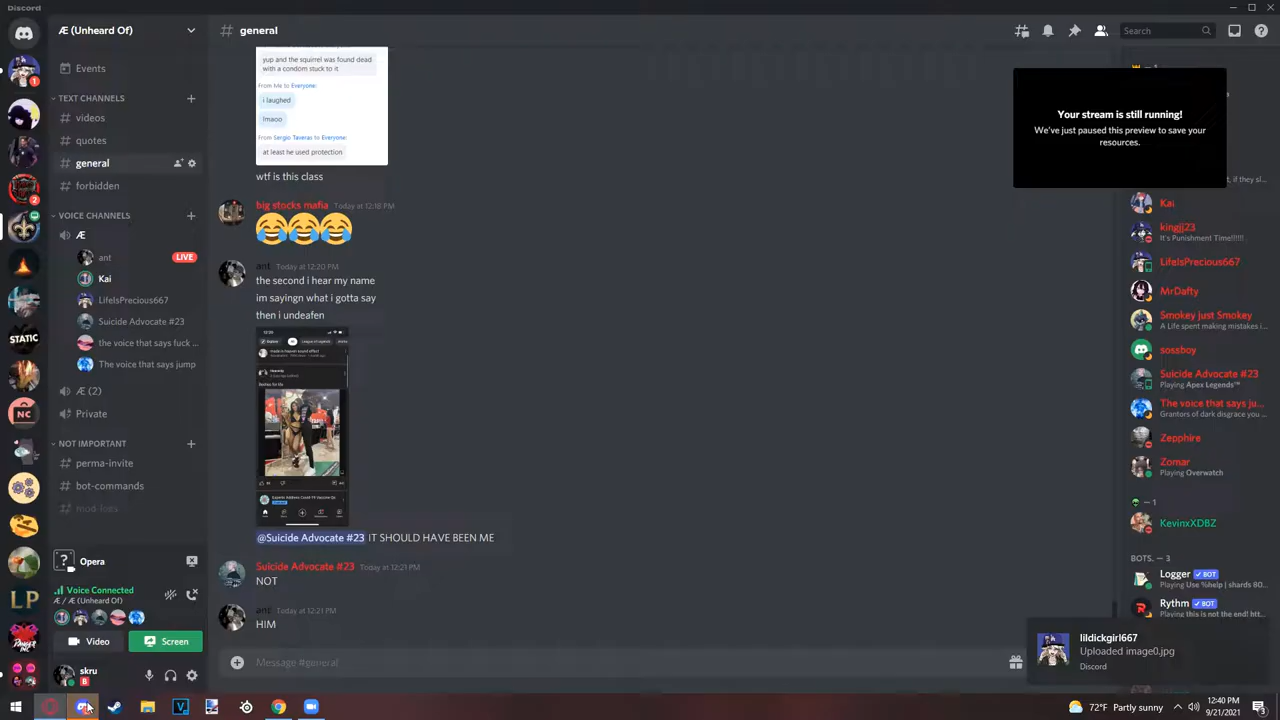 Discord
Æ (Unheard Of)
general
Search
TEXT CHANNELS
videos
memes
general
forbidden
VOICE CHANNELS
Æ
ant
LIVE
Kai
LifeIsPrecious667
Suicide Advocate #23
the voice that says fuck ...
The voice that says jump
Æ (2)
Private
NOT IMPORTANT
perma-invite
bot-commands
mud-logs
Opera
Voice Connected
Æ / Æ (Unheard Of)
Video
Screen
skru
yup and the squirrel was found dead
with a condom stuck to it
From Me to Everyone:
i laughed
lmaoo
From Sergio Taveras to Everyone:
at least he used protection
wtf is this class
big stocks mafia Today at 12:18 PM
ant Today at 12:20 PM
the second i hear my name
im sayingn what i gotta say
then i undeafen
@Suicide Advocate #23 IT SHOULD HAVE BEEN ME
Suicide Advocate #23 Today at 12:21 PM
NOT
ant Today at 12:21 PM
HIM
Message #general
Your stream is still running!
We've just paused this preview to save your
resources.
t, if they sl...
Kai
kingjj23
It's Punishment Time!!!!!!
LifeIsPrecious667
MrDafty
Smokey just Smokey
A Life spent making mistakes i...
sossboy
Suicide Advocate #23
Playing Apex Legends™
The voice that says ju...
Grantors of dark disgrace you ...
Zepphire
Zomar
Playing Overwatch
— 1
KevinxXDBZ
BOTS. — 3
Logger BOT
Playing Use %help | shards 80...
Rythm BOT
Playing this is not the end! htt...
lildickgirl667
Uploaded image0.jpg
Discord
72°F Partly sunny
12:40 PM
9/21/2021